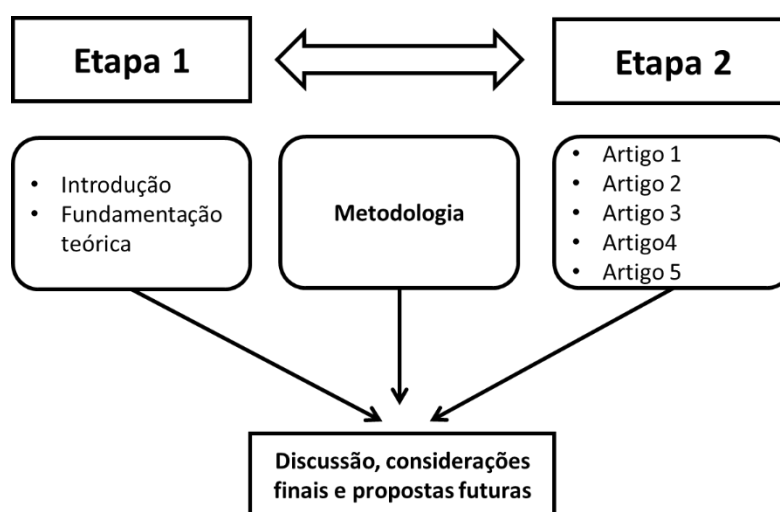 Etapa 1
Etapa 2
• Introdução
• Fundamentação
teórica
Metodologia
• Artigo 1
• Artigo 2
• Artigo 3
• Artigo4
• Artigo 5
Discussão, considerações
finais e propostas futuras